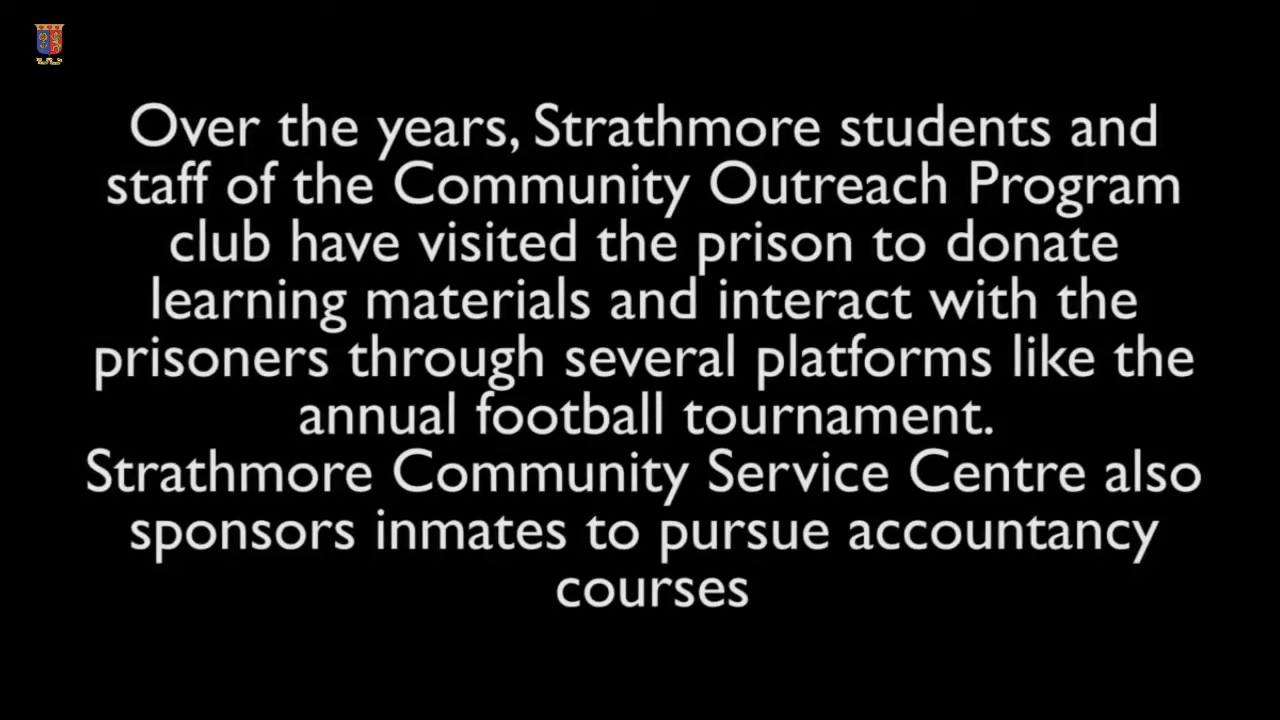 Over the years, Strathmore students and
staff of the Community Outreach Program
club have visited the prison to donate
learning materials and interact with the
prisoners through several platforms like the
annual football tournament.
Strathmore Community Service Centre also
sponsors inmates to pursue accountancy
courses